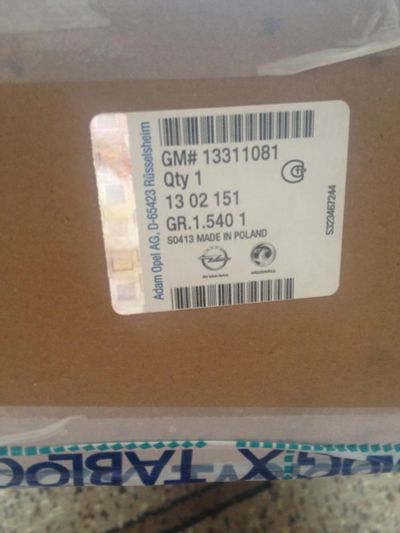 GM# 13311081
Qty 1
13 02 151
GR.1.540 1
S0413 MADE IN POLAND
Adam Opel AG, D-65423 Rüsselsheim
S323467244
VAUXHALL
TABLO